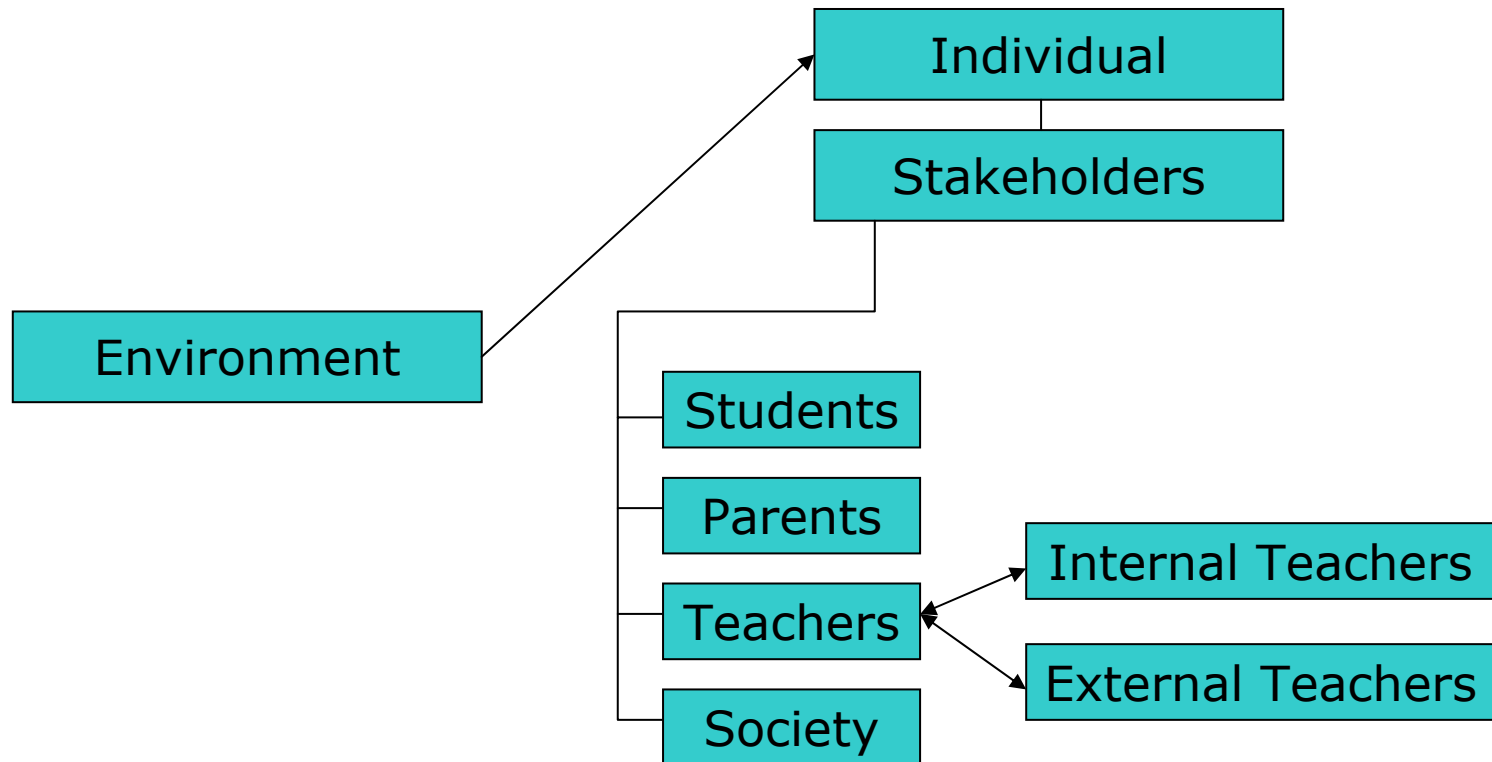 Individual
Stakeholders
Environment
Students
Parents
Teachers
Internal Teachers
External Teachers
Society